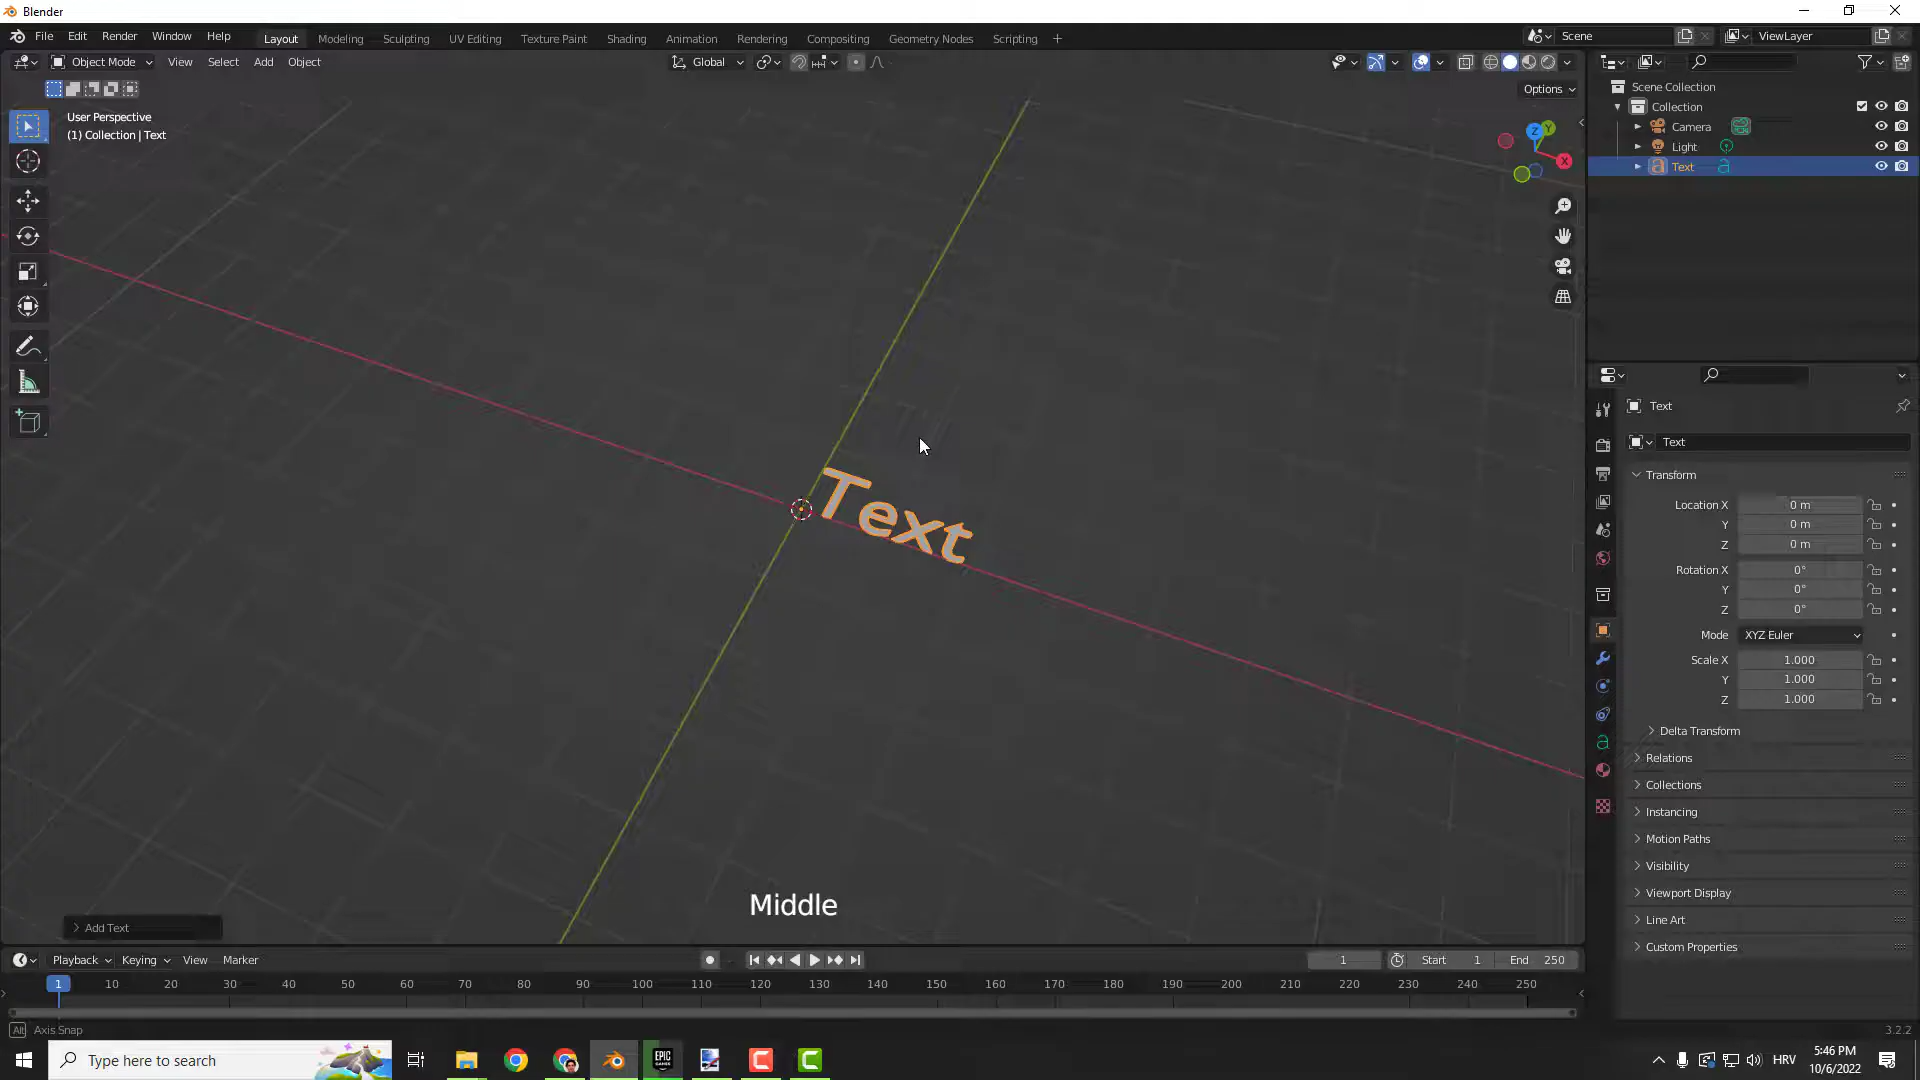 Blender
File Edit Render Window Help
Layout Modeling Sculpting UV Editing Texture Paint Shading Animation Rendering Compositing Geometry Nodes Scripting +
Scene
ViewLayer
Object Mode View Select Add Object
Global
Options
User Perspective
(1) Collection | Text
Z Y X
Text
Middle
Add Text
Scene Collection
Collection
Camera
Light
Text
Text
Text
Transform
Location X 0 m
Y 0 m
Z 0 m
Rotation X 0°
Y 0°
Z 0°
Mode XYZ Euler
Scale X 1.000
Y 1.000
Z 1.000
Delta Transform
Relations
Collections
Instancing
Motion Paths
Visibility
Viewport Display
Line Art
Custom Properties
Playback Keying View Marker
1 Start 1 End 250
1 10 20 30 40 50 60 70 80 90 100 110 120 130 140 150 160 170 180 190 200 210 220 230 240 250
Alt Axis Snap
3.2.2
Type here to search
EPIC GAMES
HRV
5:46 PM
10/6/2022